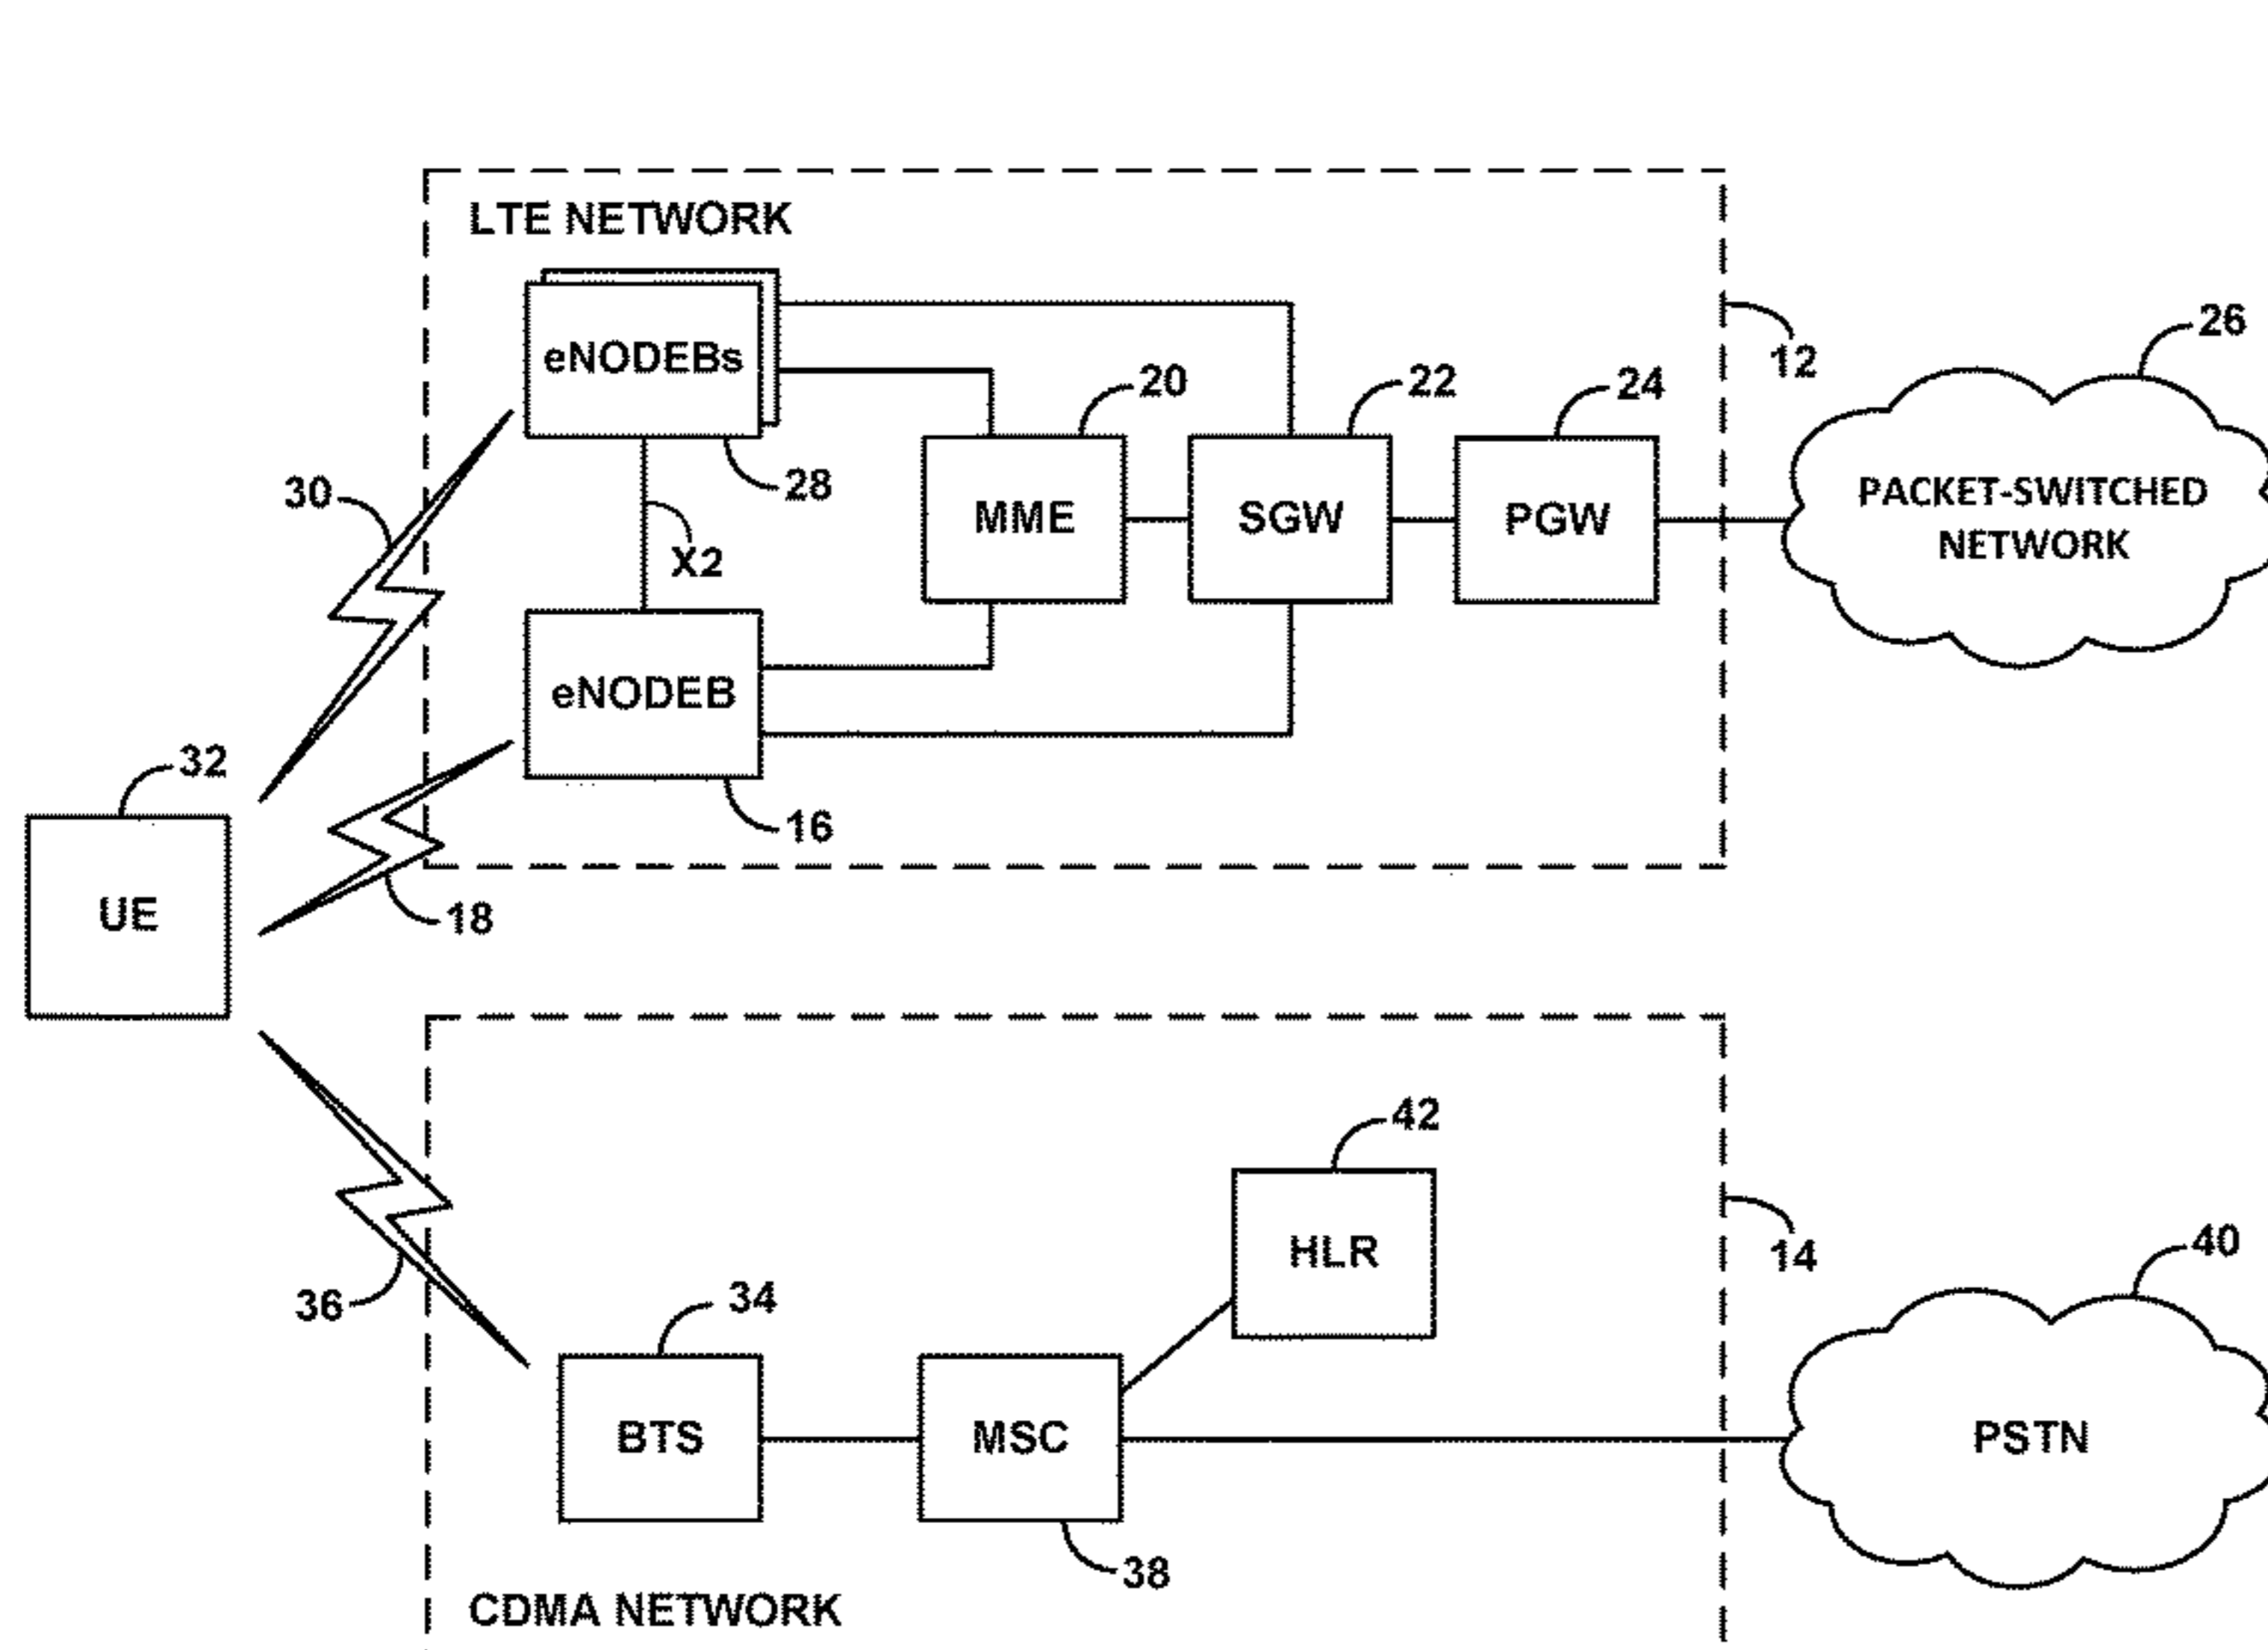 LTE NETWORK
eNODEBs
12
26
20
22
24
30
28
MME
SGW
PGW
PACKET-SWITCHED
NETWORK
X2
eNODEB
32
16
UE
18
42
HLR
14
40
36
34
BTS
MSC
PSTN
38
CDMA NETWORK